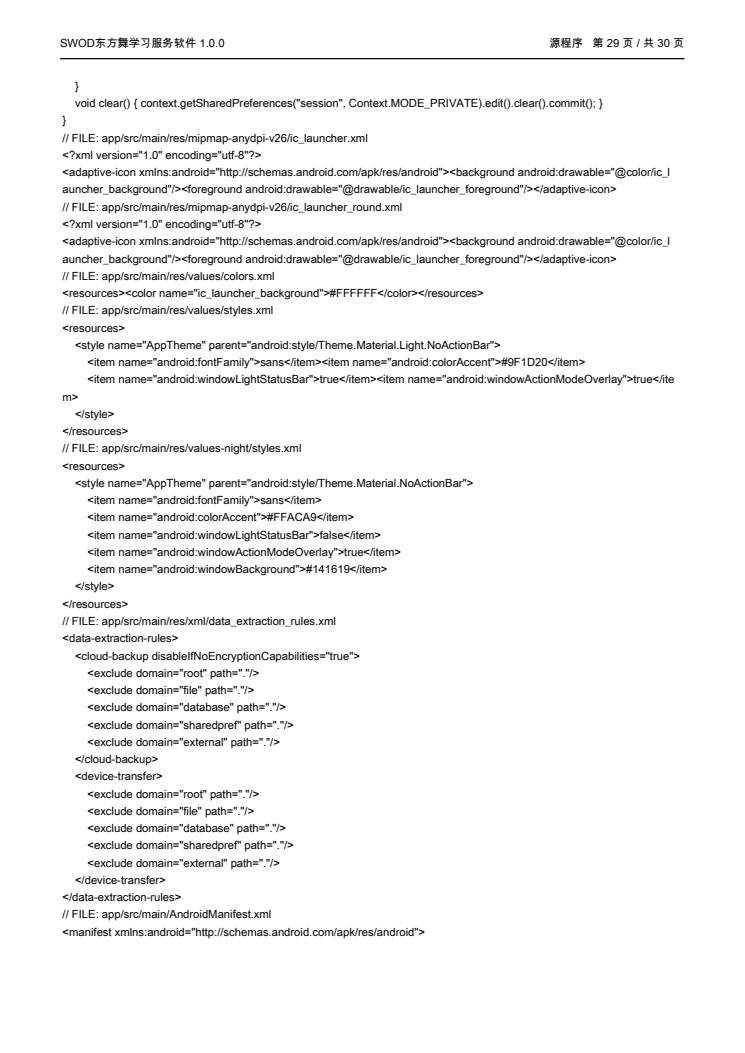 SWOD东方舞学习服务软件 1.0.0 源程序 第 29 页 / 共 30 页
}
void clear() { context.getSharedPreferences("session", Context.MODE_PRIVATE).edit().clear().commit(); }
}
// FILE: app/src/main/res/mipmap-anydpi-v26/ic_launcher.xml
<?xml version="1.0" encoding="utf-8"?>
<adaptive-icon xmlns:android="http://schemas.android.com/apk/res/android"><background android:drawable="@color/ic_l
auncher_background"/><foreground android:drawable="@drawable/ic_launcher_foreground"/></adaptive-icon>
// FILE: app/src/main/res/mipmap-anydpi-v26/ic_launcher_round.xml
<?xml version="1.0" encoding="utf-8"?>
<adaptive-icon xmlns:android="http://schemas.android.com/apk/res/android"><background android:drawable="@color/ic_l
auncher_background"/><foreground android:drawable="@drawable/ic_launcher_foreground"/></adaptive-icon>
// FILE: app/src/main/res/values/colors.xml
<resources><color name="ic_launcher_background">#FFFFFF</color></resources>
// FILE: app/src/main/res/values/styles.xml
<resources>
<style name="AppTheme" parent="android:style/Theme.Material.Light.NoActionBar">
<item name="android:fontFamily">sans</item><item name="android:colorAccent">#9F1D20</item>
<item name="android:windowLightStatusBar">true</item><item name="android:windowActionModeOverlay">true</ite
m>
</style>
</resources>
// FILE: app/src/main/res/values-night/styles.xml
<resources>
<style name="AppTheme" parent="android:style/Theme.Material.NoActionBar">
<item name="android:fontFamily">sans</item>
<item name="android:colorAccent">#FFACA9</item>
<item name="android:windowLightStatusBar">false</item>
<item name="android:windowActionModeOverlay">true</item>
<item name="android:windowBackground">#141619</item>
</style>
</resources>
// FILE: app/src/main/res/xml/data_extraction_rules.xml
<data-extraction-rules>
<cloud-backup disableIfNoEncryptionCapabilities="true">
<exclude domain="root" path="."/>
<exclude domain="file" path="."/>
<exclude domain="database" path="."/>
<exclude domain="sharedpref" path="."/>
<exclude domain="external" path="."/>
</cloud-backup>
<device-transfer>
<exclude domain="root" path="."/>
<exclude domain="file" path="."/>
<exclude domain="database" path="."/>
<exclude domain="sharedpref" path="."/>
<exclude domain="external" path="."/>
</device-transfer>
</data-extraction-rules>
// FILE: app/src/main/AndroidManifest.xml
<manifest xmlns:android="http://schemas.android.com/apk/res/android">